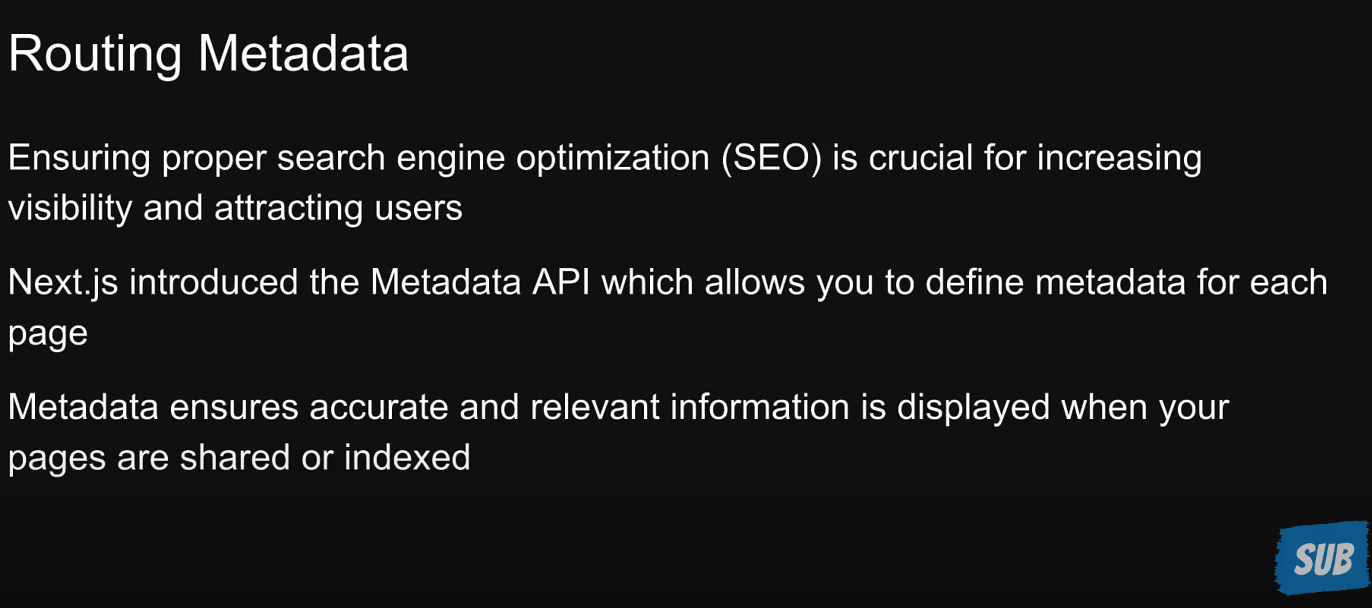 Routing Metadata
Ensuring proper search engine optimization (SEO) is crucial for increasing
visibility and attracting users
Next.js introduced the Metadata API which allows you to define metadata for each
page
Metadata ensures accurate and relevant information is displayed when your
pages are shared or indexed
SUB